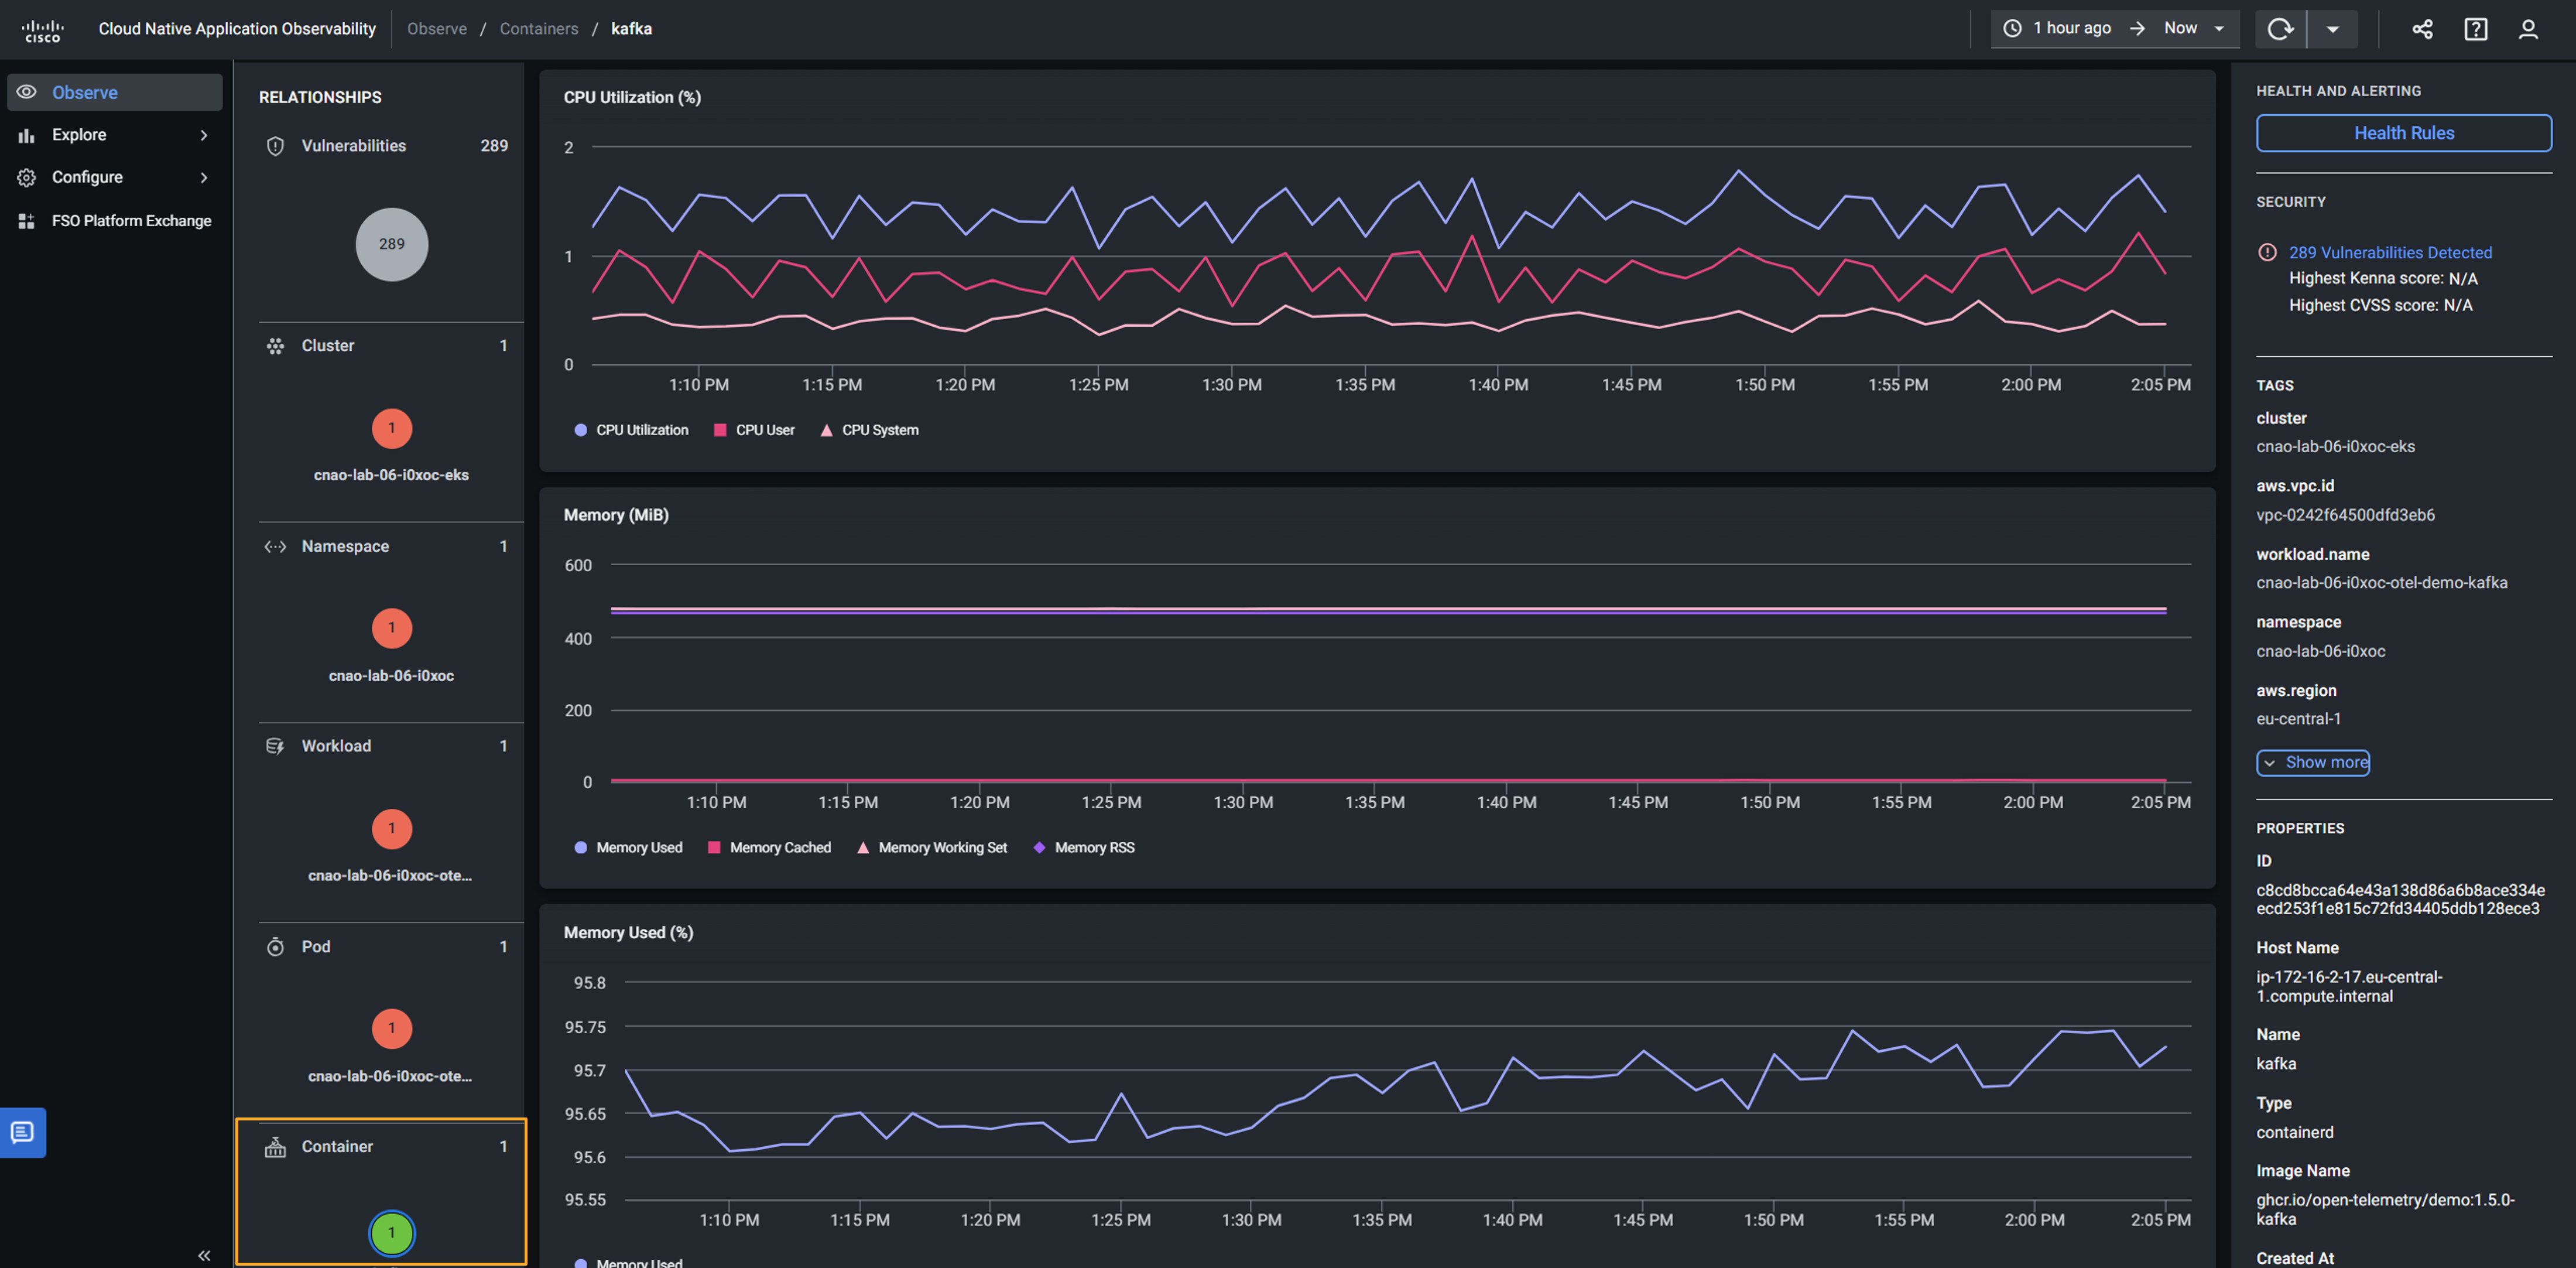 CISCO
Cloud Native Application Observability
Observe / Containers / kafka
1 hour ago → Now
Observe
Explore
Configure
FSO Platform Exchange
RELATIONSHIPS
Vulnerabilities 289
289
Cluster 1
1
cnao-lab-06-i0xoc-eks
Namespace 1
1
cnao-lab-06-i0xoc
Workload 1
1
cnao-lab-06-i0xoc-ote...
Pod 1
1
cnao-lab-06-i0xoc-ote...
Container 1
1
CPU Utilization (%)
2
1
0
1:10 PM 1:15 PM 1:20 PM 1:25 PM 1:30 PM 1:35 PM 1:40 PM 1:45 PM 1:50 PM 1:55 PM 2:00 PM 2:05 PM
CPU Utilization CPU User CPU System
Memory (MiB)
600
400
200
0
1:10 PM 1:15 PM 1:20 PM 1:25 PM 1:30 PM 1:35 PM 1:40 PM 1:45 PM 1:50 PM 1:55 PM 2:00 PM 2:05 PM
Memory Used Memory Cached Memory Working Set Memory RSS
Memory Used (%)
95.8
95.75
95.7
95.65
95.6
95.55
1:10 PM 1:15 PM 1:20 PM 1:25 PM 1:30 PM 1:35 PM 1:40 PM 1:45 PM 1:50 PM 1:55 PM 2:00 PM 2:05 PM
Memory Used
HEALTH AND ALERTING
Health Rules
SECURITY
289 Vulnerabilities Detected
Highest Kenna score: N/A
Highest CVSS score: N/A
TAGS
cluster
cnao-lab-06-i0xoc-eks
aws.vpc.id
vpc-0242f64500dfd3eb6
workload.name
cnao-lab-06-i0xoc-otel-demo-kafka
namespace
cnao-lab-06-i0xoc
aws.region
eu-central-1
Show more
PROPERTIES
ID
c8cd8bcca64e43a138d86a6b8ace334e
ecd253f1e815c72fd34405ddb128ece3
Host Name
ip-172-16-2-17.eu-central-
1.compute.internal
Name
kafka
Type
containerd
Image Name
ghcr.io/open-telemetry/demo:1.5.0-
kafka
Created At